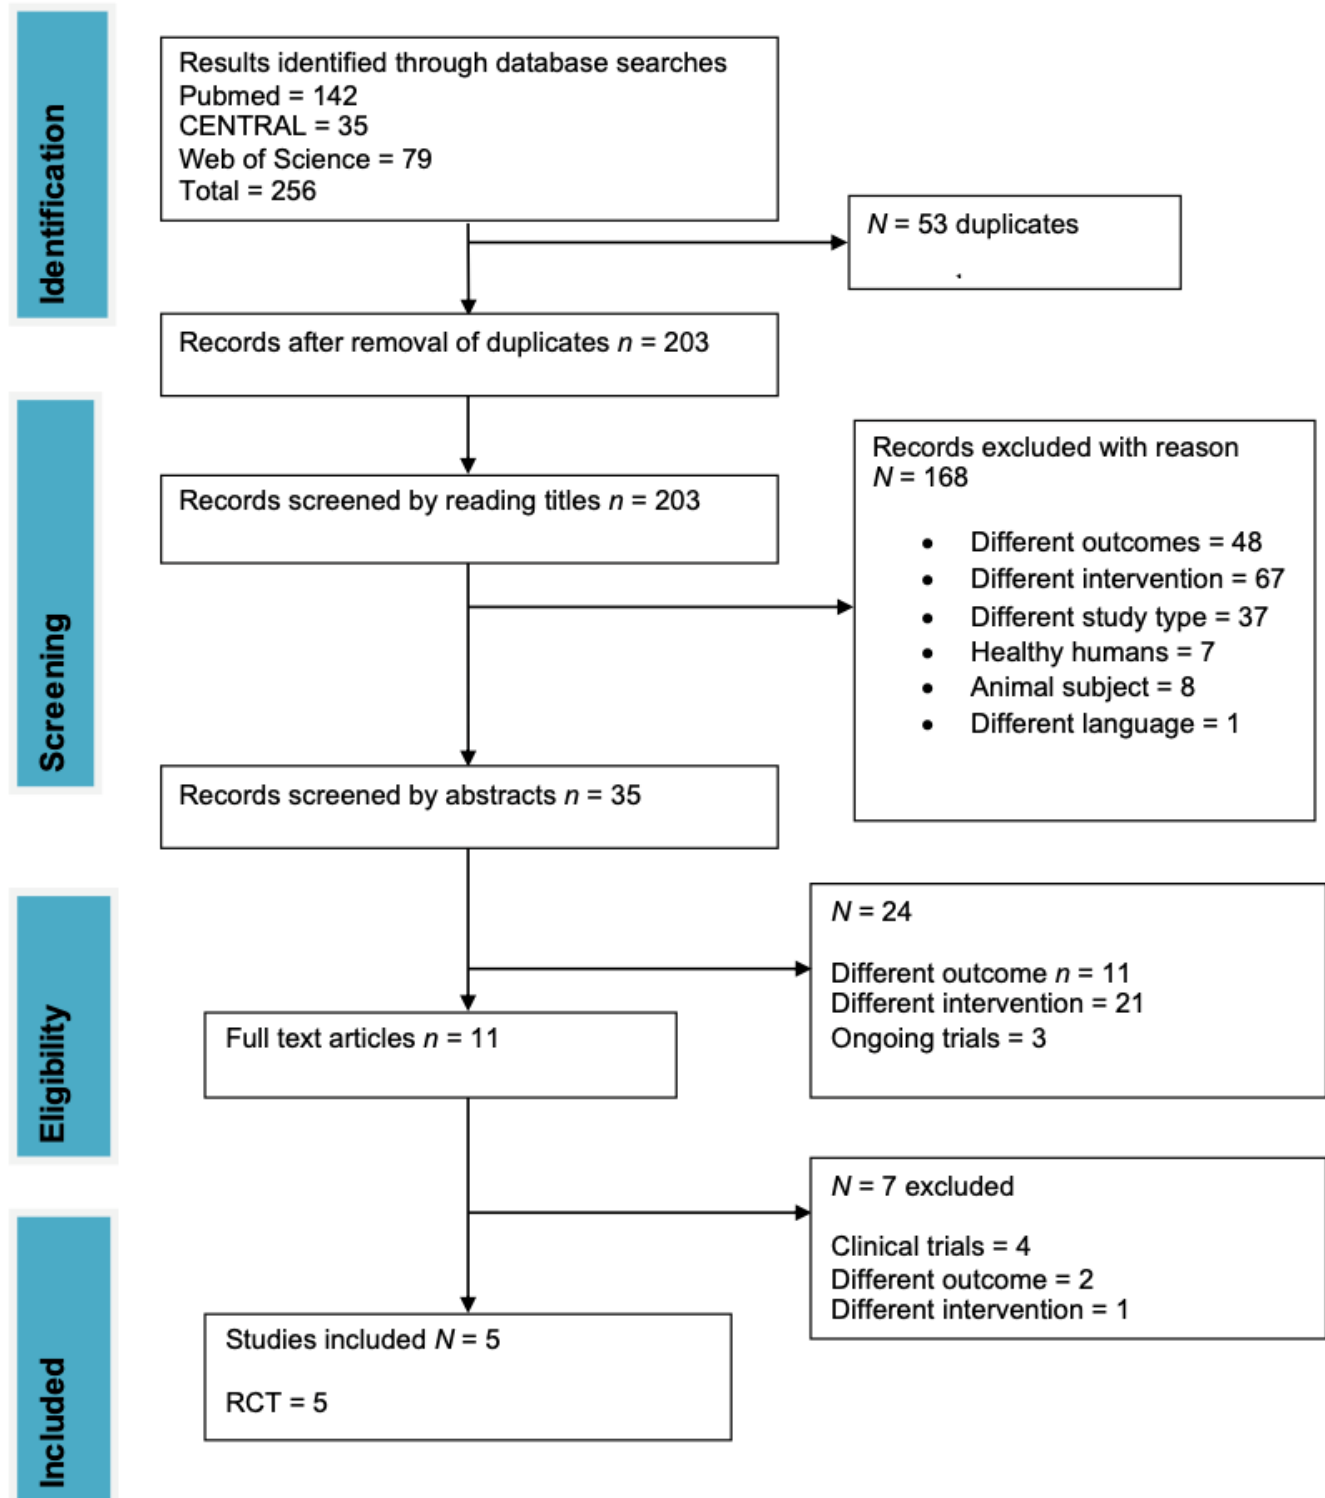 Identification
Results identified through database searches
Pubmed = 142
CENTRAL = 35
Web of Science = 79
Total = 256
N = 53 duplicates
Records after removal of duplicates n = 203
Screening
Records screened by reading titles n = 203
Records excluded with reason
N = 168
• Different outcomes = 48
• Different intervention = 67
• Different study type = 37
• Healthy humans = 7
• Animal subject = 8
• Different language = 1
Records screened by abstracts n = 35
Eligibility
N = 24
Different outcome n = 11
Different intervention = 21
Ongoing trials = 3
Full text articles n = 11
N = 7 excluded
Clinical trials = 4
Different outcome = 2
Different intervention = 1
Included
Studies included N = 5
RCT = 5